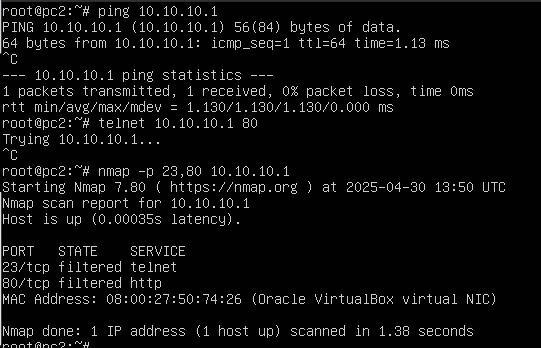 root@pc2:~# ping 10.10.10.1
PING 10.10.10.1 (10.10.10.1) 56(84) bytes of data.
64 bytes from 10.10.10.1: icmp_seq=1 ttl=64 time=1.13 ms
^C
--- 10.10.10.1 ping statistics ---
1 packets transmitted, 1 received, 0% packet loss, time 0ms
rtt min/avg/max/mdev = 1.130/1.130/1.130/0.000 ms
root@pc2:~# telnet 10.10.10.1 80
Trying 10.10.10.1...
^C
root@pc2:~# nmap -p 23,80 10.10.10.1
Starting Nmap 7.80 ( https://nmap.org ) at 2025-04-30 13:50 UTC
Nmap scan report for 10.10.10.1
Host is up (0.00035s latency).
PORT   STATE    SERVICE
23/tcp filtered telnet
80/tcp filtered http
MAC Address: 08:00:27:50:74:26 (Oracle VirtualBox virtual NIC)
Nmap done: 1 IP address (1 host up) scanned in 1.38 seconds
root@pc2:~#